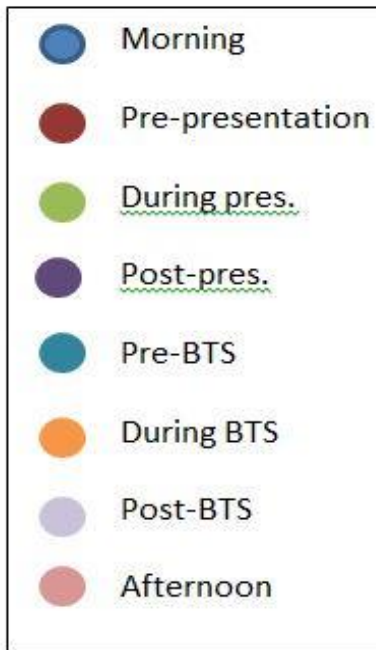 Morning
Pre-presentation
During pres.
Post-pres.
Pre-BTS
During BTS
Post-BTS
Afternoon